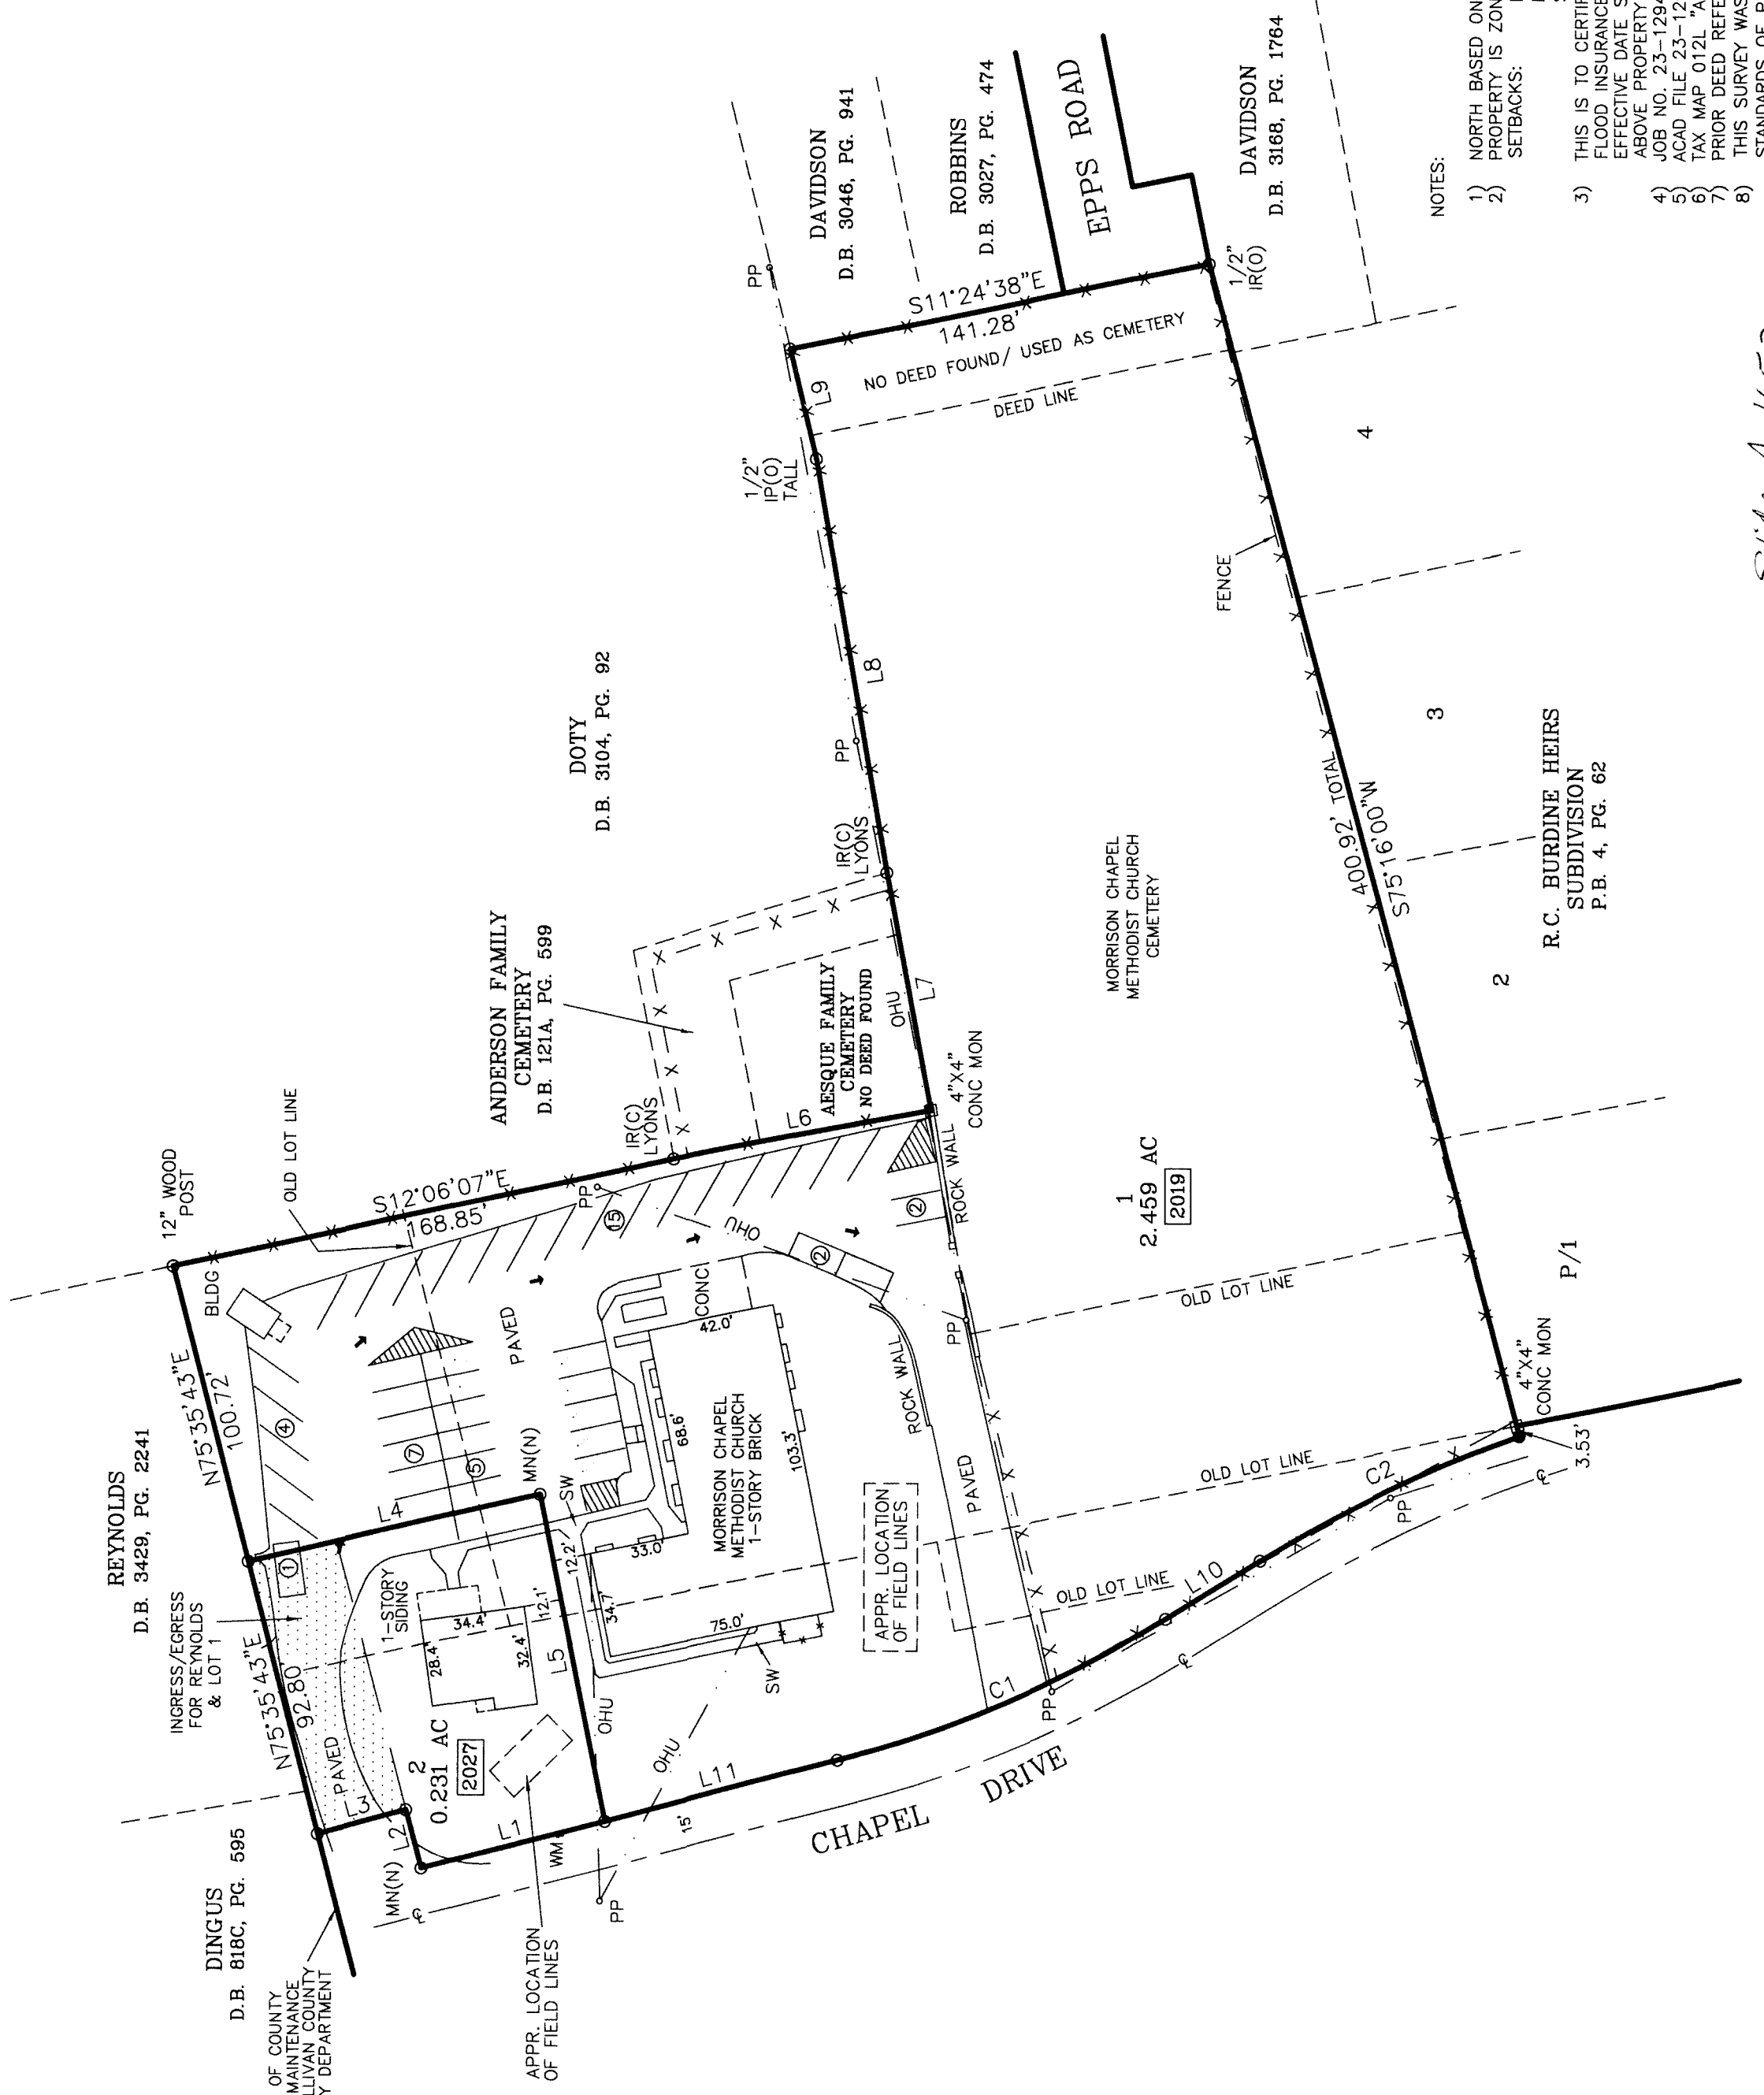 REYNOLDS
D.B. 3429, PG. 2241
INGRESS/EGRESS
FOR REYNOLDS
& LOT 1
DINGUS
D.B. 818C, PG. 595
OF COUNTY
MAINTENANCE
LLIVAN COUNTY
Y DEPARTMENT
N75°35'43"E
92.80'
N75°35'43"E
100.72'
12" WOOD
POST
OLD LOT LINE
BLDG
S12°06'07"E
168.85'
PP
IR(C)
LYONS
L6
ANDERSON FAMILY
CEMETERY
D.B. 121A, PG. 599
AESQUE FAMILY
CEMETERY
NO DEED FOUND
DOTY
D.B. 3104, PG. 92
4"X4"
CONC MON
OHU
L7
IR(C)
LYONS
PP
L8
1/2"
IP(O)
TALL
L9
PP
DAVIDSON
D.B. 3046, PG. 941
ROBBINS
D.B. 3027, PG. 474
EPPS ROAD
DAVIDSON
D.B. 3168, PG. 1764
S11°24'38"E
141.28'
NO DEED FOUND/ USED AS CEMETERY
DEED LINE
1/2"
IR(O)
FENCE
4
3
2
P/1
400.92' TOTAL
S75°16'00"W
R.C. BURDINE HEIRS
SUBDIVISION
P.B. 4, PG. 62
MORRISON CHAPEL
METHODIST CHURCH
CEMETERY
1
2.459 AC
2019
OLD LOT LINE
OLD LOT LINE
OLD LOT LINE
4"X4"
CONC MON
3.53'
℄
C2
PP
L10
℄
C1
PP
CHAPEL DRIVE
15'
L11
L1
L2
L3
L4
L5
MN(N)
MN(N)
℄
WM
PP
APPR. LOCATION
OF FIELD LINES
PAVED
2
0.231 AC
2027
1-STORY
SIDING
28.4'
34.4'
32.4'
12.1'
12.2'
SW
1
4
7
5
15
2
2
PAVED
OHU
CONC
42.0'
68.6'
33.0'
34.7'
75.0'
103.3'
MORRISON CHAPEL
METHODIST CHURCH
1-STORY BRICK
SW
OHU
OHU
APPR. LOCATION
OF FIELD LINES
PAVED
ROCK WALL
ROCK WALL
PP
NOTES:
1) NORTH BASED ON
2) PROPERTY IS ZON
SETBACKS:
3) THIS IS TO CERTIF
FLOOD INSURANCE
EFFECTIVE DATE S
ABOVE PROPERTY
4) JOB NO. 23-1294
5) ACAD FILE 23-12
6) TAX MAP 012L "A
7) PRIOR DEED REFE
8) THIS SURVEY WAS
STANDARDS OF P